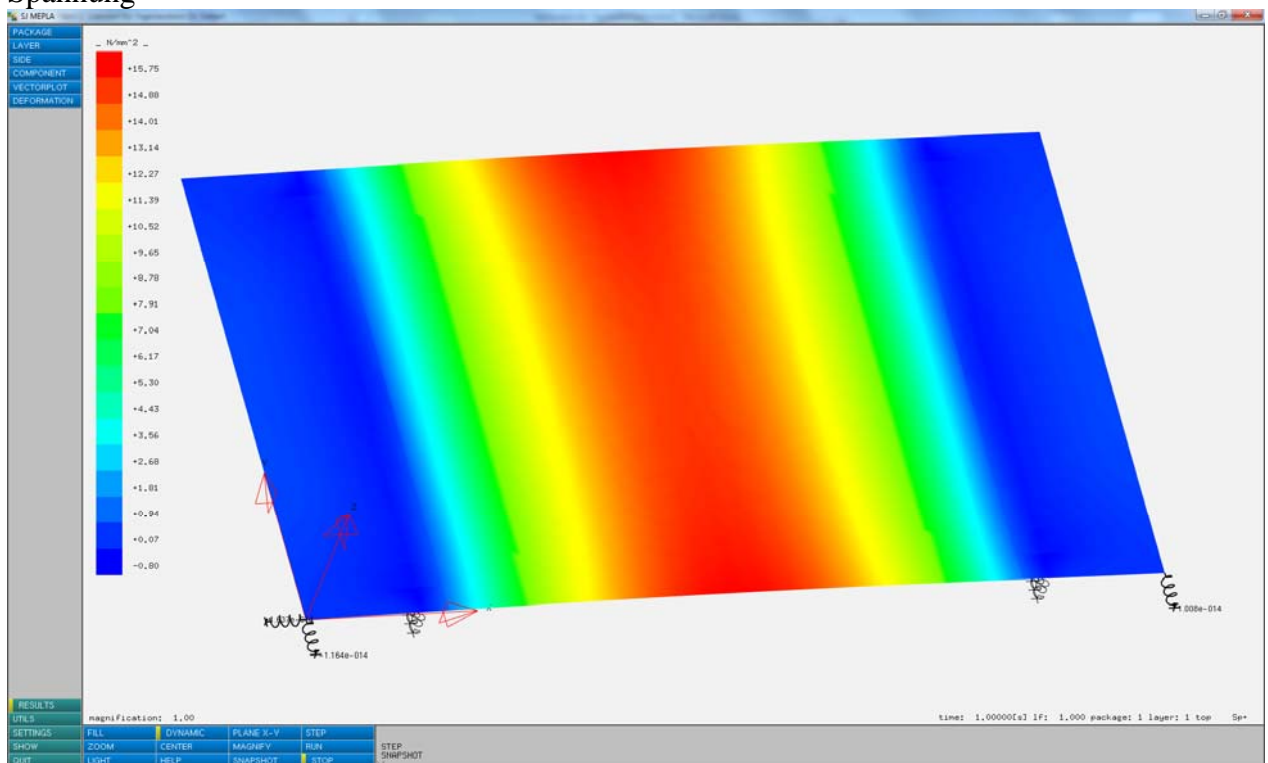 Spannung
SJ MEPLA
PACKAGE
LAYER
SIDE
COMPONENT
VECTORPLOT
DEFORMATION
_ N/mm^2 _
+15.75
+14.88
+14.01
+13.14
+12.27
+11.39
+10.52
+9.65
+8.78
+7.91
+7.04
+6.17
+5.30
+4.43
+3.56
+2.68
+1.81
+0.94
+0.07
-0.80
Z
X
1.008e-014
-1.164e-014
magnification: 1.00
time: 1.00000[s] lf: 1.000 package: 1 layer: 1 top Sp+
RESULTS
UTILS
SETTINGS
SHOW
QUIT
FILL DYNAMIC PLANE X-Y STEP
ZOOM CENTER MAGNIFY RUN
LIGHT HELP SNAPSHOT STOP
STEP
SNAPSHOT